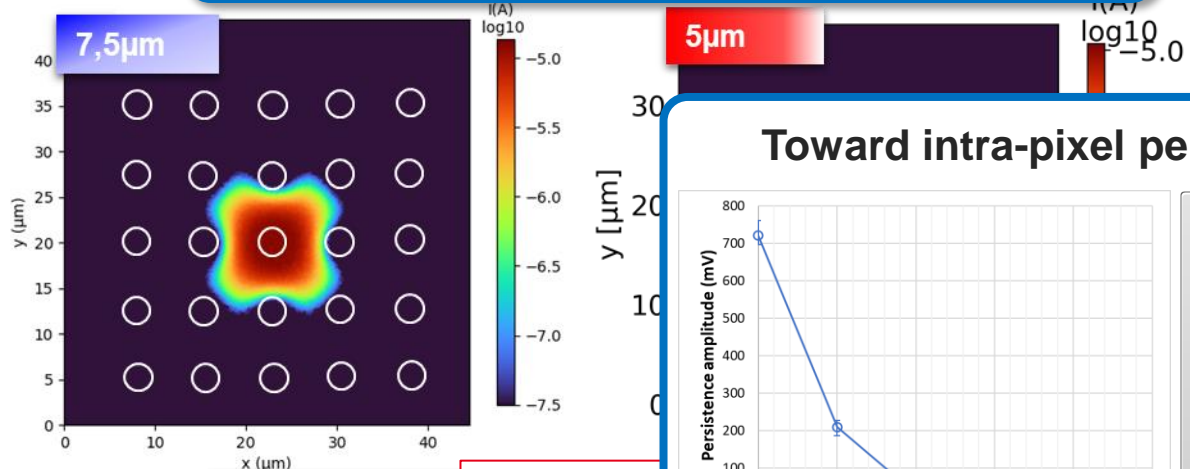 I(A)
log10
7,5µm
40
35
30
25
20
15
10
5
0
y (µm)
0 10 20 30 40
x (µm)
−5.0
−5.5
−6.0
−6.5
−7.0
−7.5
5µm
I(A)
log10
−5.0
30
20
10
0
y [µm]
Toward intra-pixel pe
800
700
600
500
400
300
200
100
Persistence amplitude (mV)